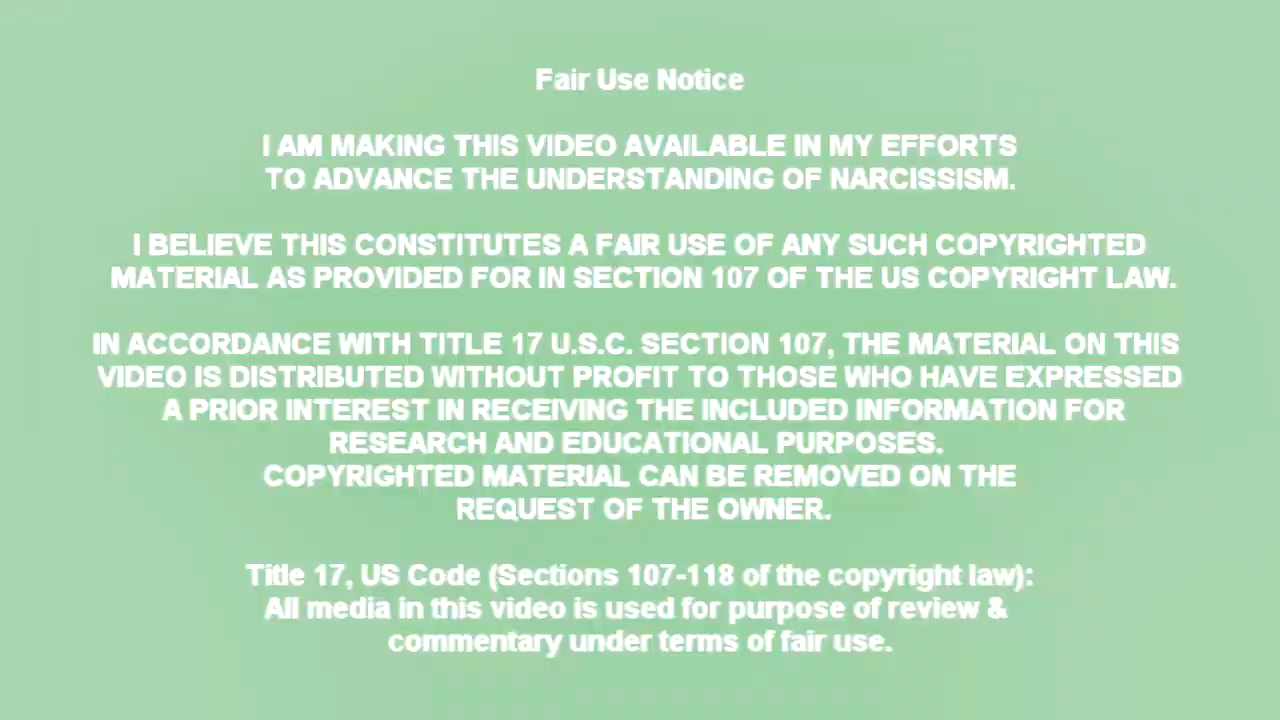 Fair Use Notice
I AM MAKING THIS VIDEO AVAILABLE IN MY EFFORTS
TO ADVANCE THE UNDERSTANDING OF NARCISSISM.
I BELIEVE THIS CONSTITUTES A FAIR USE OF ANY SUCH COPYRIGHTED
MATERIAL AS PROVIDED FOR IN SECTION 107 OF THE US COPYRIGHT LAW.
IN ACCORDANCE WITH TITLE 17 U.S.C. SECTION 107, THE MATERIAL ON THIS
VIDEO IS DISTRIBUTED WITHOUT PROFIT TO THOSE WHO HAVE EXPRESSED
A PRIOR INTEREST IN RECEIVING THE INCLUDED INFORMATION FOR
RESEARCH AND EDUCATIONAL PURPOSES.
COPYRIGHTED MATERIAL CAN BE REMOVED ON THE
REQUEST OF THE OWNER.
Title 17, US Code (Sections 107-118 of the copyright law):
All media in this video is used for purpose of review &
commentary under terms of fair use.